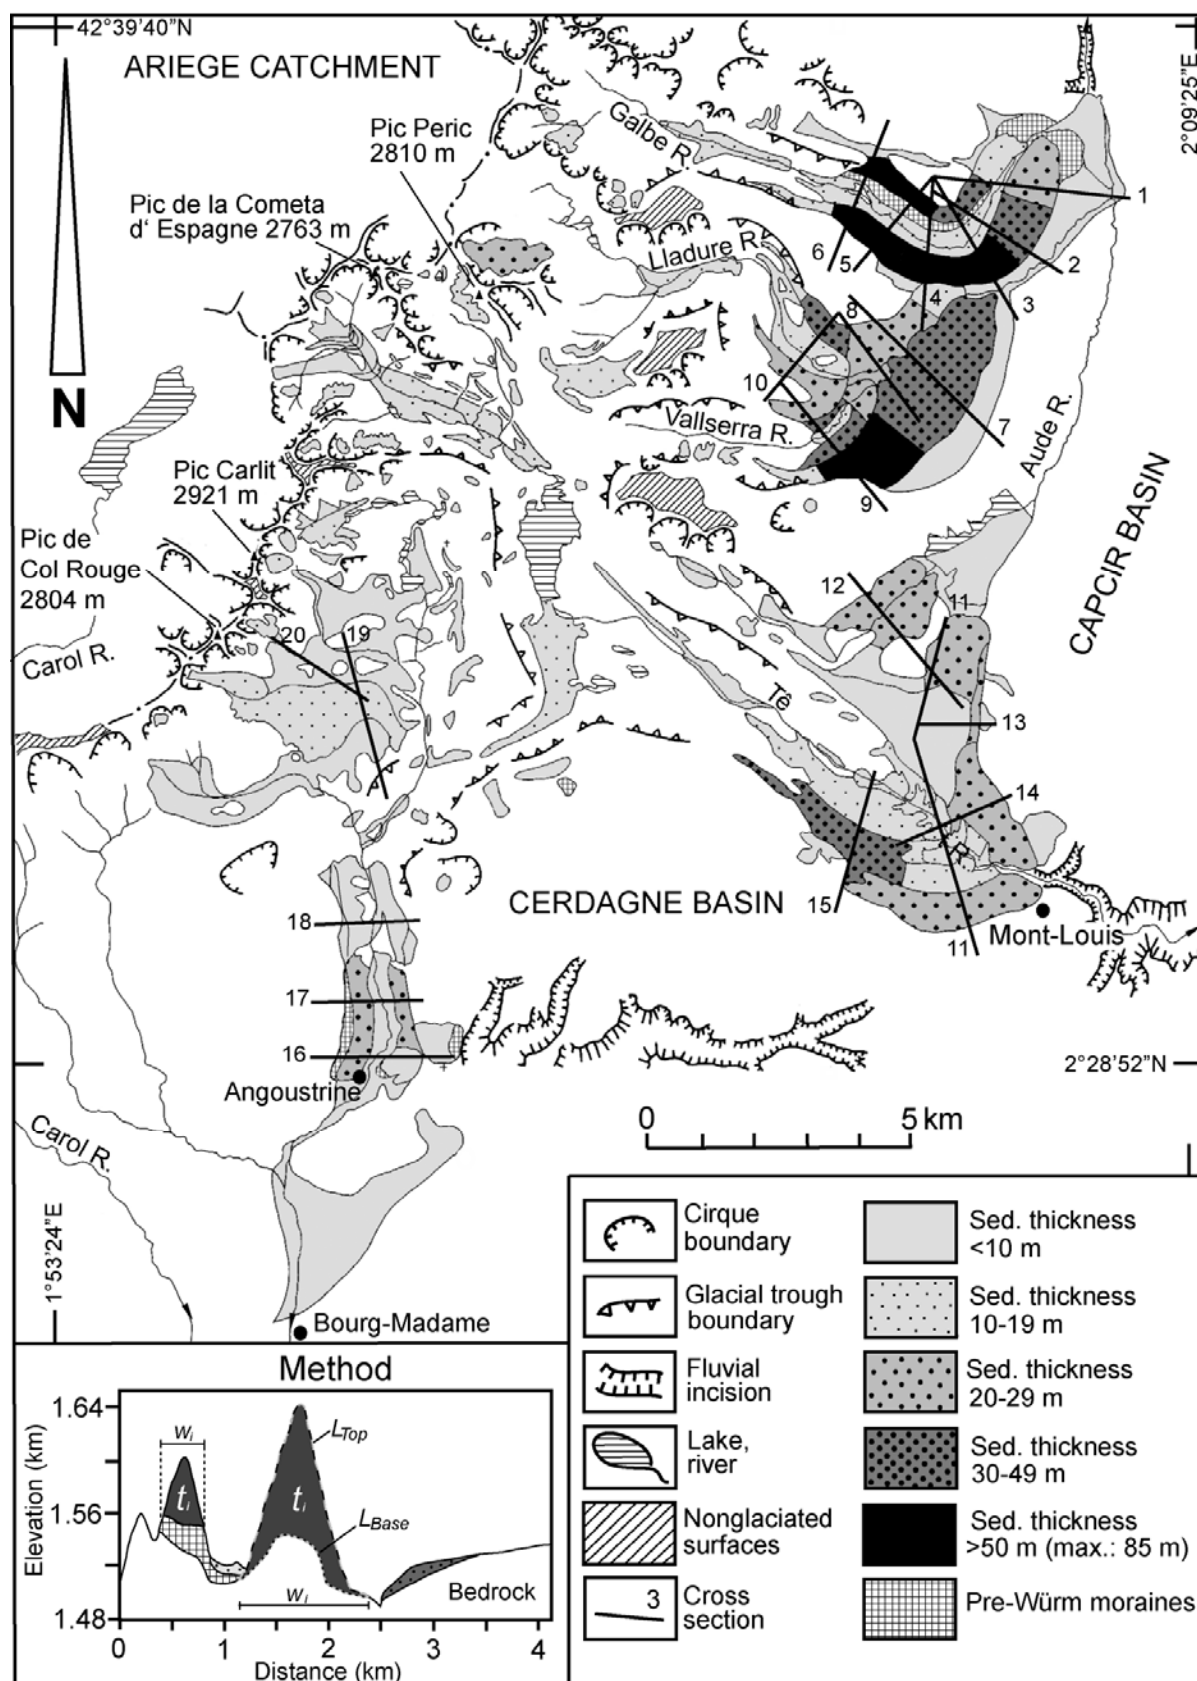 42°39'40"N
2°09'25"E
ARIEGE CATCHMENT
Pic Peric
2810 m
Galbe R.
Pic de la Cometa
d' Espagne 2763 m
Lladure R.
1
2
3
4
5
6
7
8
9
10
N
Vallserra R.
Aude R.
CAPCIR BASIN
Pic Carlit
2921 m
Pic de
Col Rouge
2804 m
Carol R.
20
19
12
11
13
Têt
R.
14
15
CERDAGNE BASIN
Mont-Louis
11
18
17
16
Angoustrine
2°28'52"N
0 5 km
Carol R.
1°53'24"E
Bourg-Madame
Cirque
boundary
Glacial trough
boundary
Fluvial
incision
Lake,
river
Nonglaciated
surfaces
3
Cross
section
Sed. thickness
<10 m
Sed. thickness
10-19 m
Sed. thickness
20-29 m
Sed. thickness
30-49 m
Sed. thickness
>50 m (max.: 85 m)
Pre-Würm moraines
Method
Elevation (km)
1.64
1.56
1.48
wi
ti
LTop
ti
LBase
wi
Bedrock
0 1 2 3 4
Distance (km)